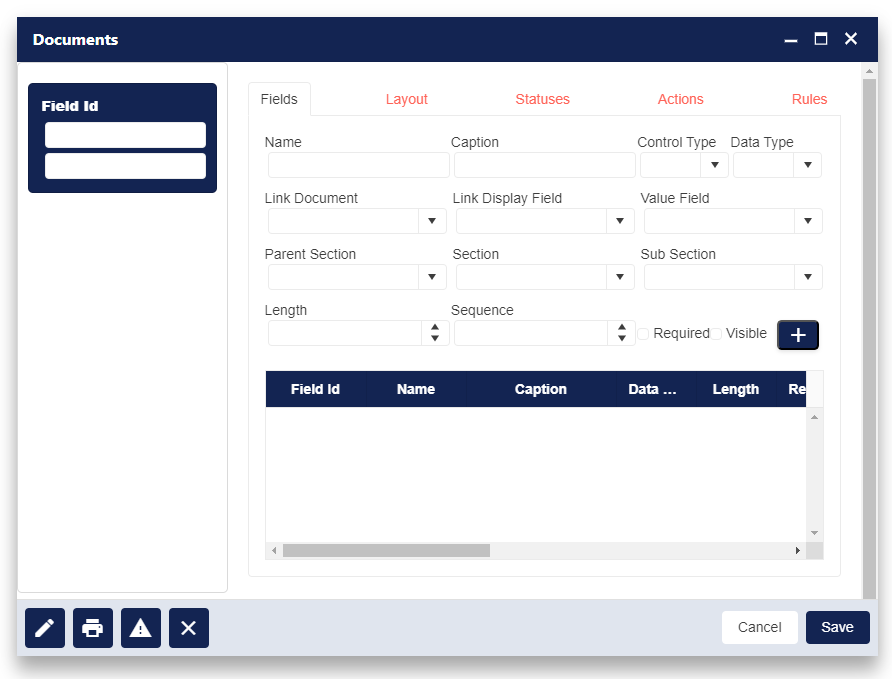 Documents
Field Id
Fields Layout Statuses Actions Rules
Name Caption Control Type Data Type
Link Document Link Display Field Value Field
Parent Section Section Sub Section
Length Sequence
Required Visible
Field Id Name Caption Data ... Length Re
Cancel Save